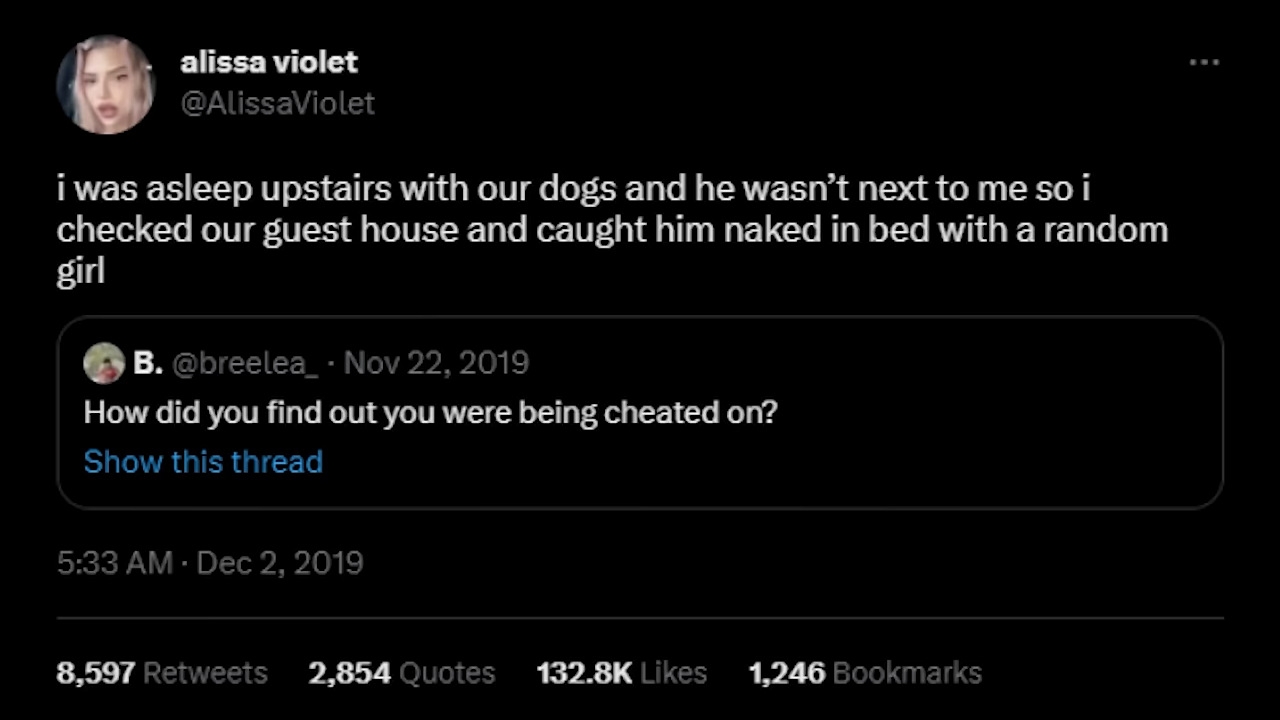 alissa violet
@AlissaViolet
i was asleep upstairs with our dogs and he wasn’t next to me so i
checked our guest house and caught him naked in bed with a random
girl
B. @breelea_ · Nov 22, 2019
How did you find out you were being cheated on?
Show this thread
5:33 AM · Dec 2, 2019
8,597 Retweets 2,854 Quotes 132.8K Likes 1,246 Bookmarks